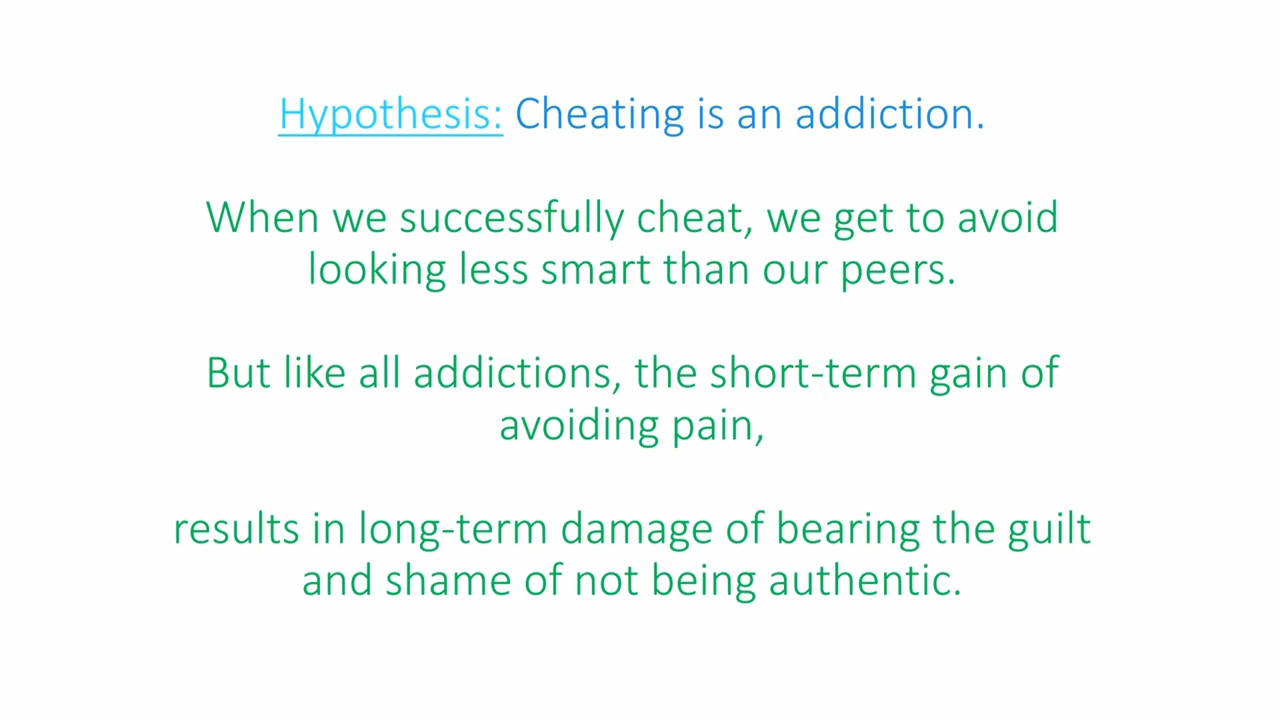 Hypothesis: Cheating is an addiction.
When we successfully cheat, we get to avoid
looking less smart than our peers.
But like all addictions, the short-term gain of
avoiding pain,
results in long-term damage of bearing the guilt
and shame of not being authentic.